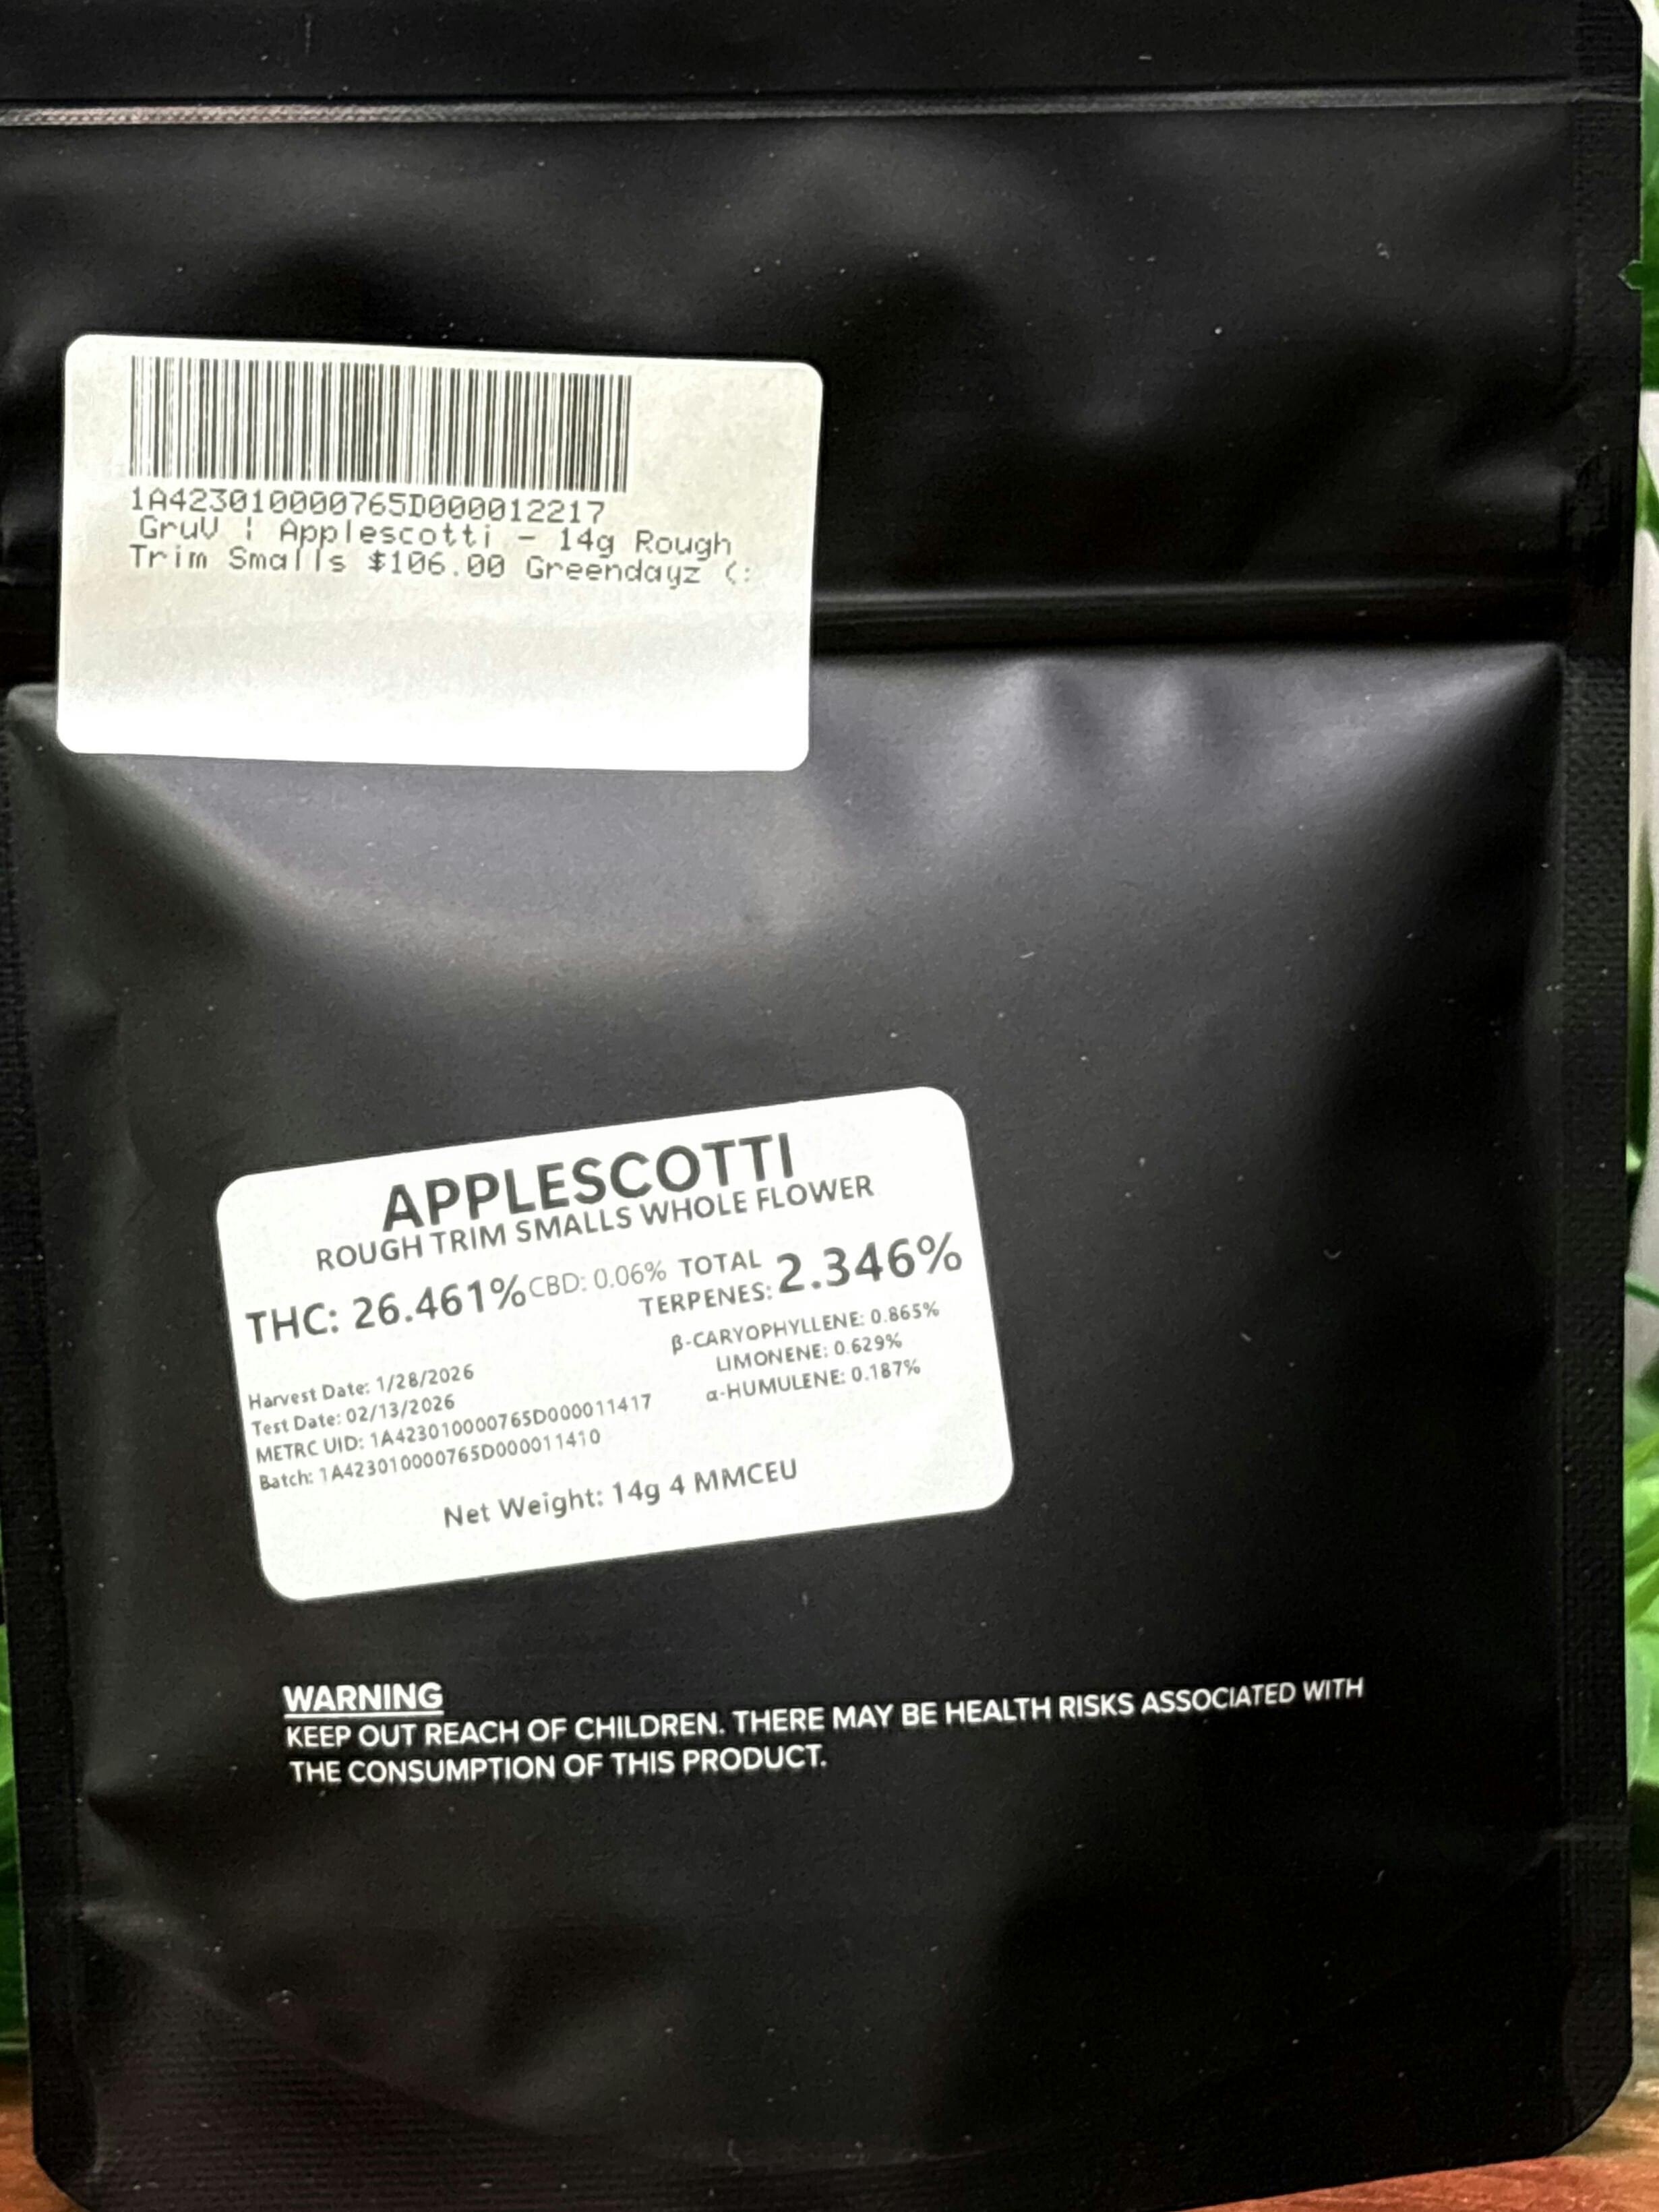 1A423010000765D000012217
GruV ¦ Applescotti - 14g Rough
Trim Smalls $106.00 Greendayz (:
APPLESCOTTI
ROUGH TRIM SMALLS WHOLE FLOWER
THC: 26.461% CBD: 0.06% TOTAL TERPENES: 2.346%
β-CARYOPHYLLENE: 0.865%
LIMONENE: 0.629%
α-HUMULENE: 0.187%
Harvest Date: 1/28/2026
Test Date: 02/13/2026
METRC UID: 1A423010000765D000011417
Batch: 1A423010000765D000011410
Net Weight: 14g 4 MMCEU
WARNING
KEEP OUT REACH OF CHILDREN. THERE MAY BE HEALTH RISKS ASSOCIATED WITH
THE CONSUMPTION OF THIS PRODUCT.